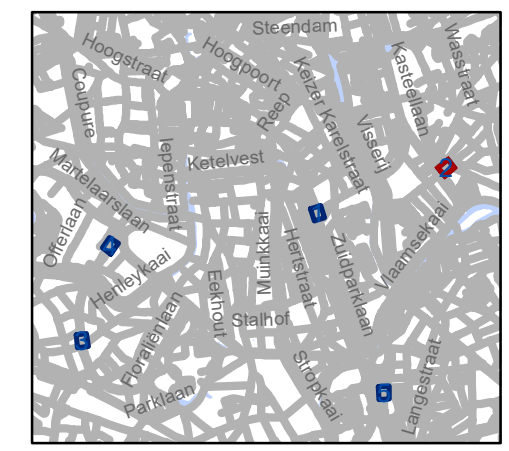 Steendam
Hoogstraat
Hoogpoort
Wasstraat
Kasteellaan
Keizer Karelstraat
Coupure
Reep
Visserij
Iepenstraat
Ketelvest
Martelaarslaan
Offerlaan
Vlaamsekaai
Muinkkaai
Hertstraat
Zuidparklaan
Henleykaai
Eekhout
Floraliënlaan
Stalhof
Stropkaai
Langestraat
Parklaan